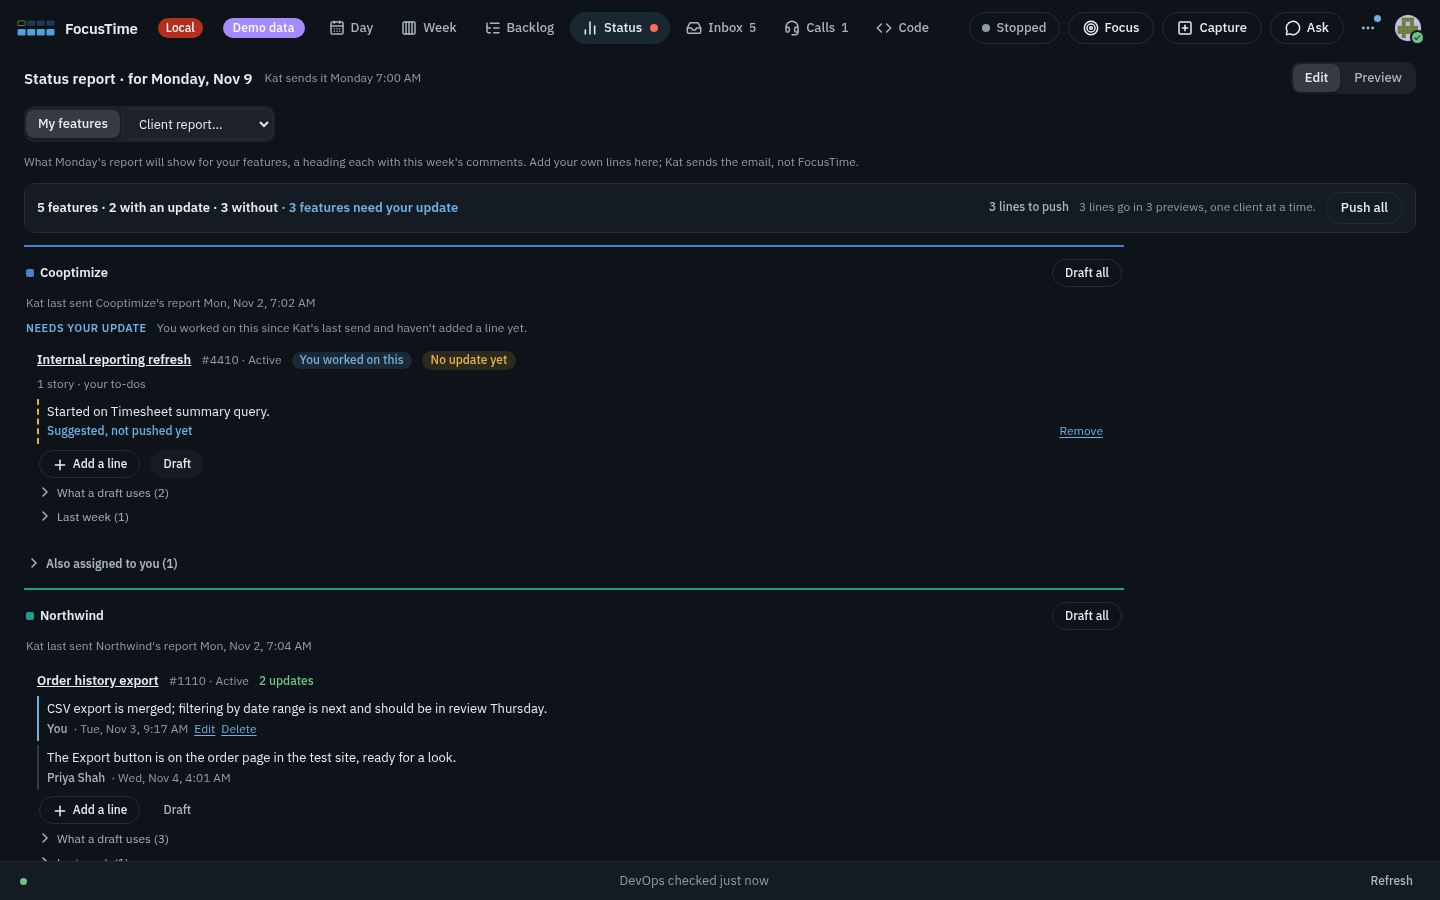 FocusTime Local Demo data Day Week Backlog Status Inbox 5 Calls 1 Code Stopped Focus Capture Ask
Status report · for Monday, Nov 9 Kat sends it Monday 7:00 AM Edit Preview
My features Client report...
What Monday's report will show for your features, a heading each with this week's comments. Add your own lines here; Kat sends the email, not FocusTime.
5 features · 2 with an update · 3 without · 3 features need your update 3 lines to push 3 lines go in 3 previews, one client at a time. Push all
Cooptimize Draft all
Kat last sent Cooptimize's report Mon, Nov 2, 7:02 AM
NEEDS YOUR UPDATE You worked on this since Kat's last send and haven't added a line yet.
Internal reporting refresh #4410 · Active You worked on this No update yet
1 story · your to-dos
Started on Timesheet summary query.
Suggested, not pushed yet Remove
Add a line Draft
What a draft uses (2)
Last week (1)
Also assigned to you (1)
Northwind Draft all
Kat last sent Northwind's report Mon, Nov 2, 7:04 AM
Order history export #1110 · Active 2 updates
CSV export is merged; filtering by date range is next and should be in review Thursday.
You · Tue, Nov 3, 9:17 AM Edit Delete
The Export button is on the order page in the test site, ready for a look.
Priya Shah · Wed, Nov 4, 4:01 AM
Add a line Draft
What a draft uses (3)
DevOps checked just now Refresh